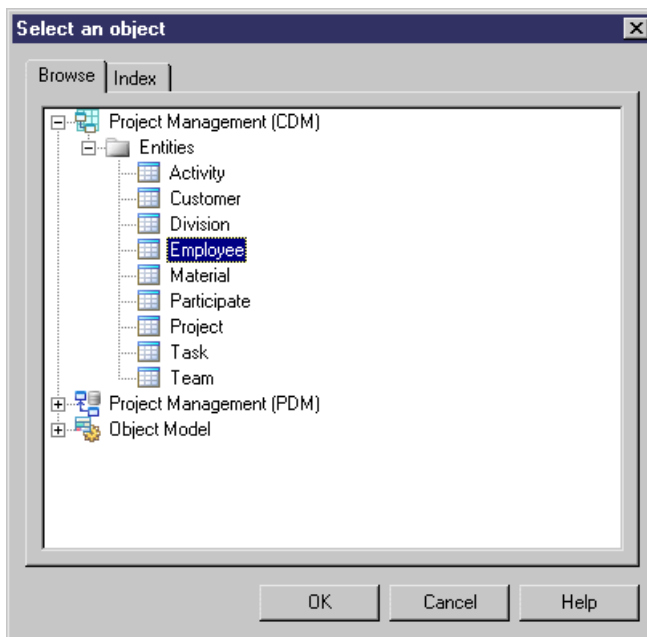 Select an object
Browse Index
Project Management (CDM)
Entities
Activity
Customer
Division
Employee
Material
Participate
Project
Task
Team
Project Management (PDM)
Object Model
OK Cancel Help